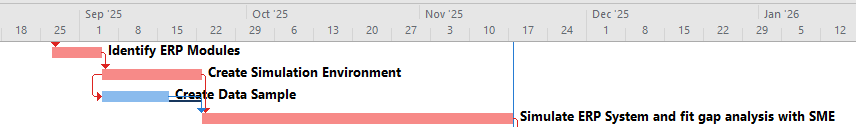 Sep '25 Oct '25 Nov '25 Dec '25 Jan '26
18 25 1 8 15 22 29 6 13 20 27 3 10 17 24 1 8 15 22 29 5 12
Identify ERP Modules
Create Simulation Environment
Create Data Sample
Simulate ERP System and fit gap analysis with SME